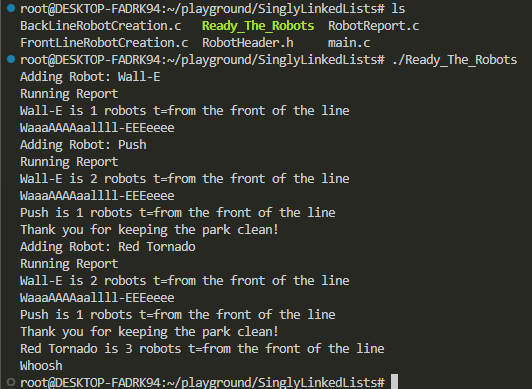 root@DESKTOP-FADRK94:~/playground/SinglyLinkedLists# ls
BackLineRobotCreation.c   Ready_The_Robots  RobotReport.c
FrontLineRobotCreation.c  RobotHeader.h     main.c
root@DESKTOP-FADRK94:~/playground/SinglyLinkedLists# ./Ready_The_Robots
Adding Robot: Wall-E
Running Report
Wall-E is 1 robots t=from the front of the line
WaaaAAAAaallll-EEEeeee
Adding Robot: Push
Running Report
Wall-E is 2 robots t=from the front of the line
WaaaAAAAaallll-EEEeeee
Push is 1 robots t=from the front of the line
Thank you for keeping the park clean!
Adding Robot: Red Tornado
Running Report
Wall-E is 2 robots t=from the front of the line
WaaaAAAAaallll-EEEeeee
Push is 1 robots t=from the front of the line
Thank you for keeping the park clean!
Red Tornado is 3 robots t=from the front of the line
Whoosh
root@DESKTOP-FADRK94:~/playground/SinglyLinkedLists#